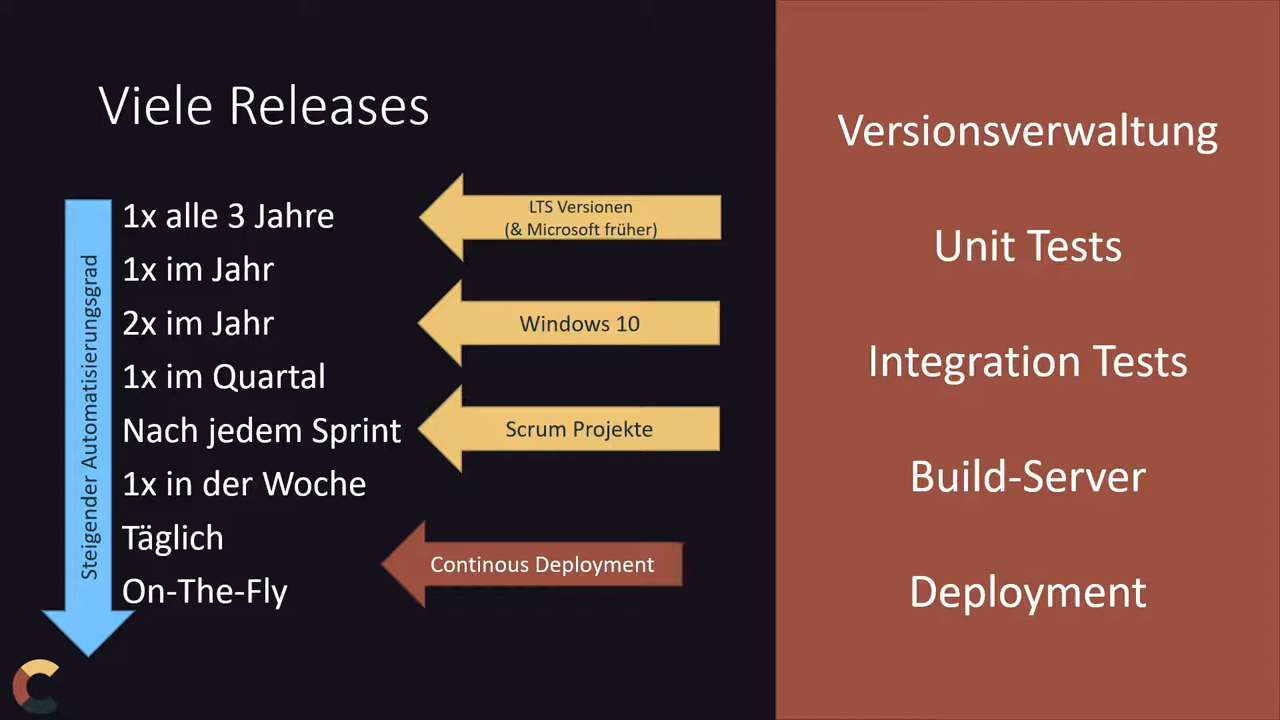 Viele Releases
Steigender Automatisierungsgrad
1x alle 3 Jahre
LTS Versionen
(& Microsoft früher)
1x im Jahr
2x im Jahr
Windows 10
1x im Quartal
Nach jedem Sprint
Scrum Projekte
1x in der Woche
Täglich
Continous Deployment
On-The-Fly
Versionsverwaltung
Unit Tests
Integration Tests
Build-Server
Deployment